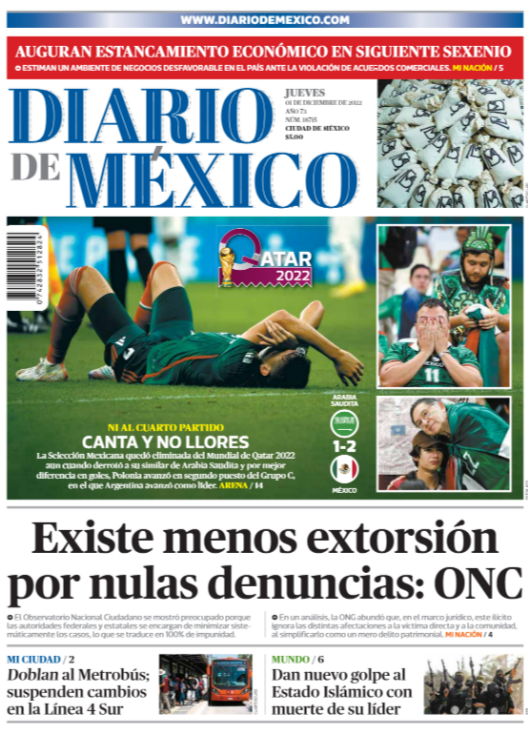 WWW.DIARIODEMEXICO.COM
AUGURAN ESTANCAMIENTO ECONÓMICO EN SIGUIENTE SEXENIO
ESTIMAN UN AMBIENTE DE NEGOCIOS DESFAVORABLE EN EL PAÍS ANTE LA VIOLACIÓN DE ACUERDOS COMERCIALES. MI NACIÓN / 5
DIARIO
DE MÉXICO
JUEVES
01 DE DICIEMBRE DE 2022
AÑO 73
CIUDAD DE MÉXICO
$5.00
QATAR
2022
11
NI AL CUARTO PARTIDO
CANTA Y NO LLORES
La Selección Mexicana quedó eliminada del Mundial de Qatar 2022
aun cuando derrotó a su similar de Arabia Saudita y por mejor
diferencia en goles, Polonia avanzó en segundo puesto del Grupo C,
en el que Argentina avanzó como líder. ARENA / 14
ARABIA
SAUDITA
1-2
MÉXICO
Existe menos extorsión
por nulas denuncias: ONC
El Observatorio Nacional Ciudadano se mostró preocupado porque
las autoridades federales y estatales se encargan de minimizar siste-
máticamente los casos, lo que se traduce en 100% de impunidad.
En un análisis, la ONG abundó que, en el marco jurídico, este ilícito
ignora las distintas afectaciones a la víctima directa y a la comunidad,
al simplificarlo como un mero delito patrimonial. MI NACIÓN / 4
MI CIUDAD / 2
Doblan al Metrobús;
suspenden cambios
en la Línea 4 Sur
MUNDO / 6
Dan nuevo golpe al
Estado Islámico con
muerte de su líder